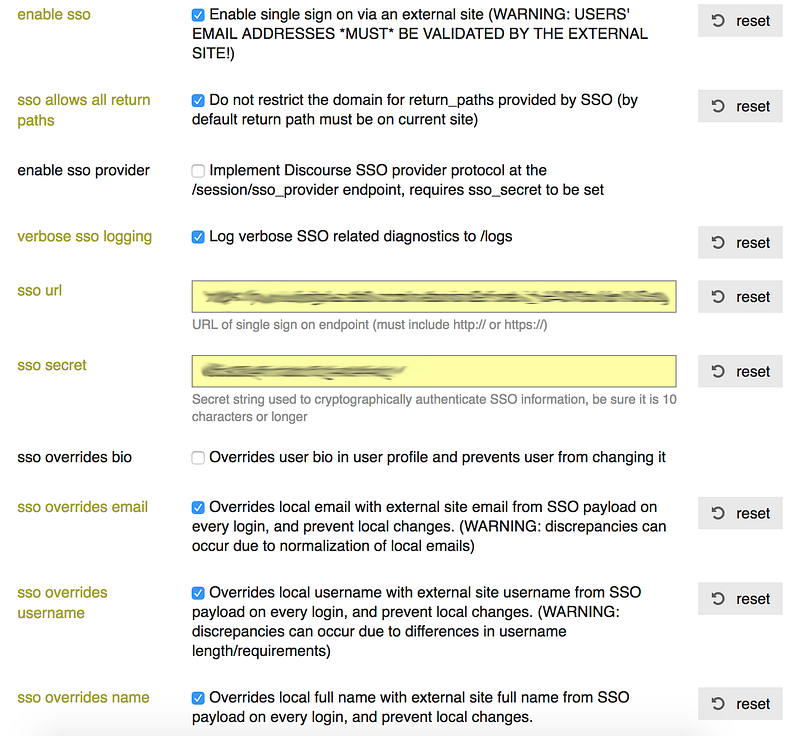 enable sso
Enable single sign on via an external site (WARNING: USERS'
EMAIL ADDRESSES *MUST* BE VALIDATED BY THE EXTERNAL
SITE!)
reset
sso allows all return
paths
Do not restrict the domain for return_paths provided by SSO (by
default return path must be on current site)
reset
enable sso provider
Implement Discourse SSO provider protocol at the
/session/sso_provider endpoint, requires sso_secret to be set
verbose sso logging
Log verbose SSO related diagnostics to /logs
reset
sso url
URL of single sign on endpoint (must include http:// or https://)
reset
sso secret
Secret string used to cryptographically authenticate SSO information, be sure it is 10
characters or longer
reset
sso overrides bio
Overrides user bio in user profile and prevents user from changing it
sso overrides email
Overrides local email with external site email from SSO payload on
every login, and prevent local changes. (WARNING: discrepancies can
occur due to normalization of local emails)
reset
sso overrides
username
Overrides local username with external site username from SSO
payload on every login, and prevent local changes. (WARNING:
discrepancies can occur due to differences in username
length/requirements)
reset
sso overrides name
Overrides local full name with external site full name from SSO
payload on every login, and prevent local changes.
reset